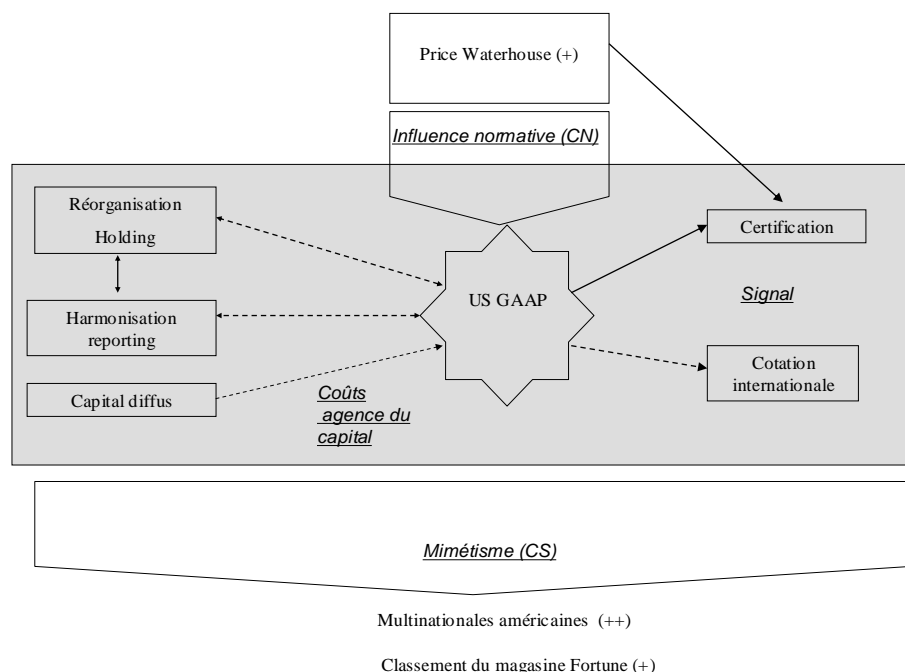 Price Waterhouse (+)
Influence normative (CN)
Réorganisation
Holding
Certification
US GAAP
Signal
Harmonisation
reporting
Cotation
internationale
Capital diffus
Coûts
agence du
capital
Mimétisme (CS)
Multinationales américaines (++)
Classement du magasine Fortune (+)